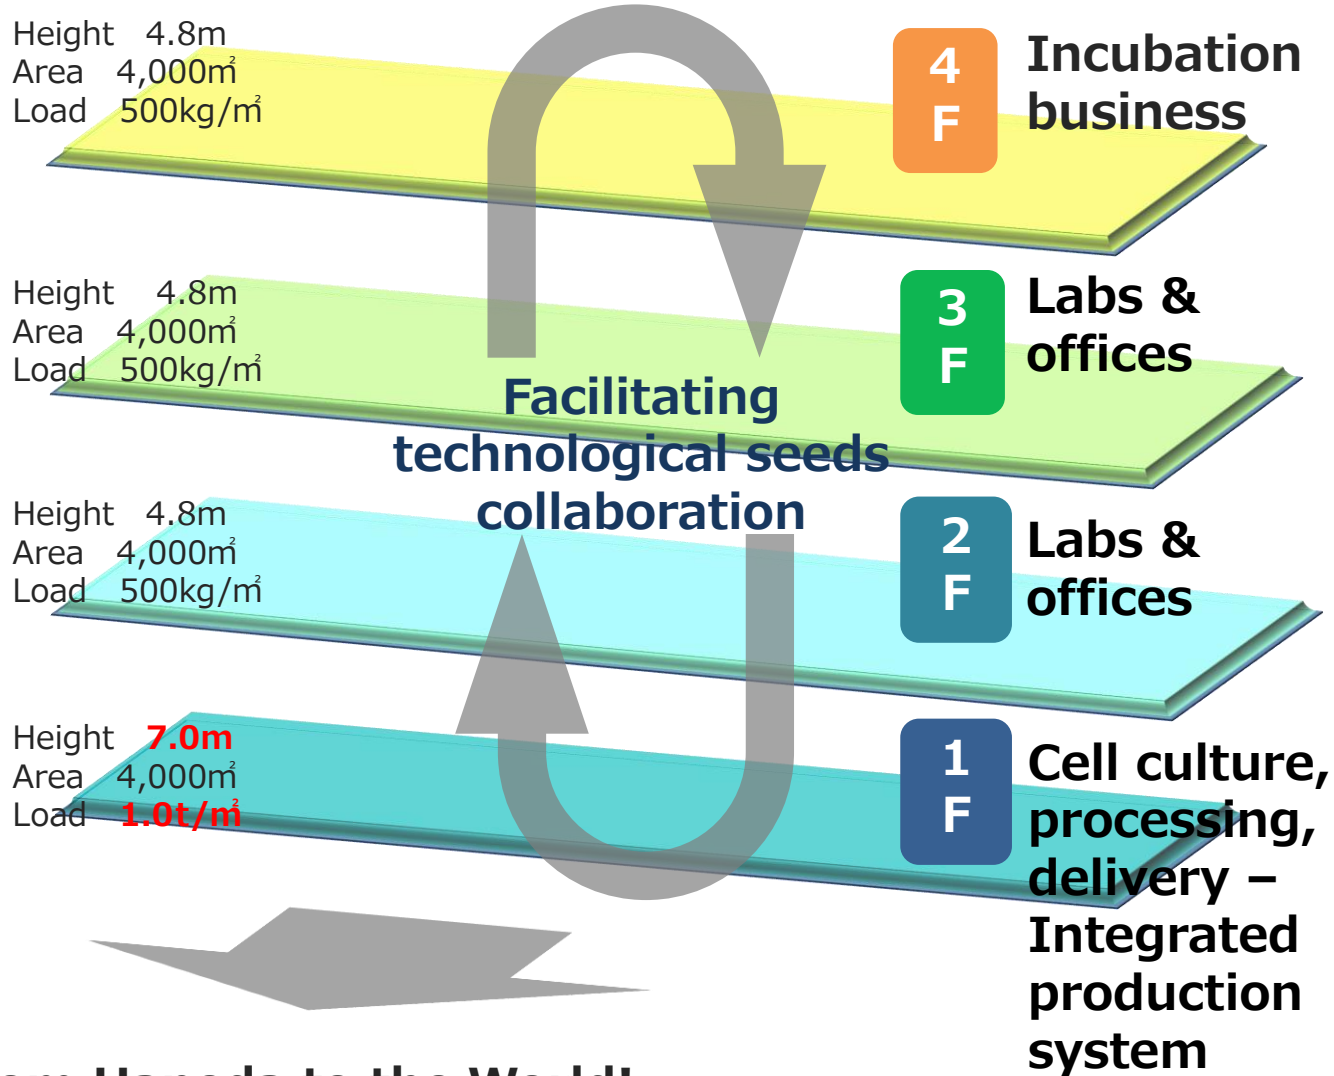 Height 4.8m
Area 4,000㎡
Load 500kg/㎡
4
F
Incubation
business
Height 4.8m
Area 4,000㎡
Load 500kg/㎡
3
F
Labs &
offices
Facilitating
technological seeds
collaboration
Height 4.8m
Area 4,000㎡
Load 500kg/㎡
2
F
Labs &
offices
Height 7.0m
Area 4,000㎡
Load 1.0t/㎡
1
F
Cell culture,
processing,
delivery –
Integrated
production
system
to the World!